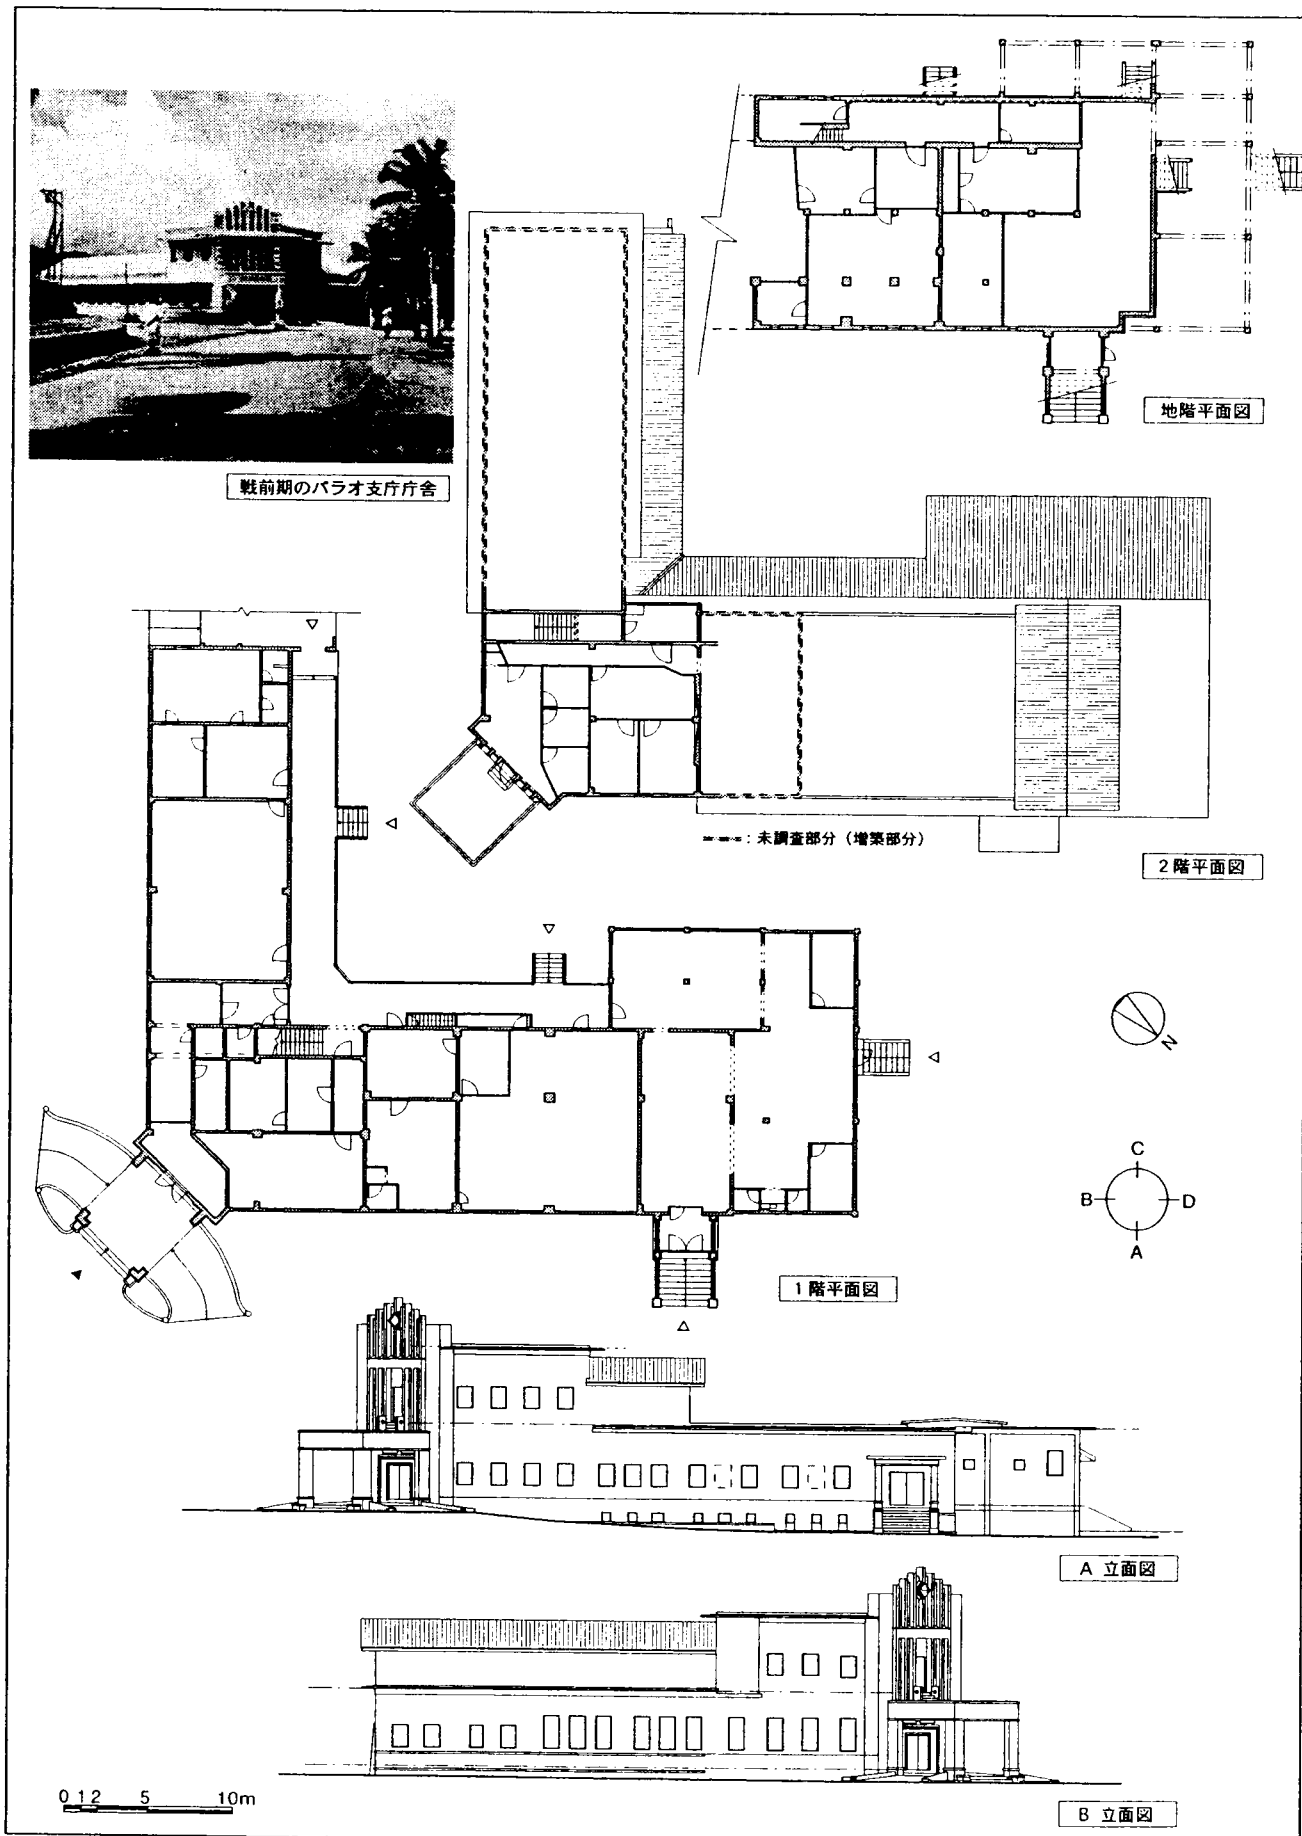 戦前期のパラオ支庁庁舎
地階平面図
: 未調査部分（増築部分）
2階平面図
N
C
B D
A
1階平面図
A 立面図
B 立面図
0 1 2 5 10m